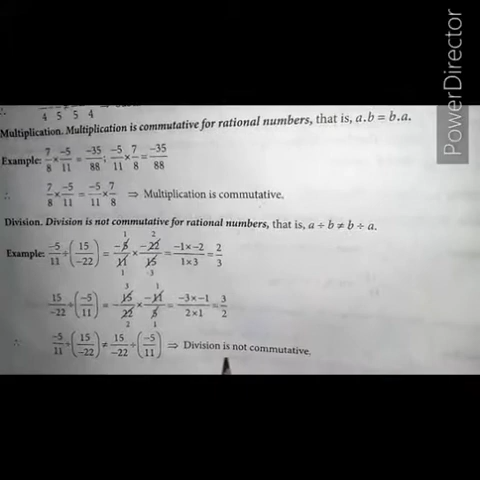 ∴ 4 5 5 4
Multiplication. Multiplication is commutative for rational numbers, that is, a.b = b.a.
Example: 7/8 × -5/11 = -35/88; -5/11 × 7/8 = -35/88
∴ 7/8 × -5/11 = -5/11 × 7/8 ⇒ Multiplication is commutative.
Division. Division is not commutative for rational numbers, that is, a ÷ b ≠ b ÷ a.
Example: -5/11 ÷ (15/-22) = -5/11 × -22/15 = -1×-2/1×3 = 2/3
15/-22 ÷ (-5/11) = -15/22 × -11/5 = -3×-1/2×1 = 3/2
∴ -5/11 ÷ (15/-22) ≠ 15/-22 ÷ (-5/11) ⇒ Division is not commutative.
PowerDirector